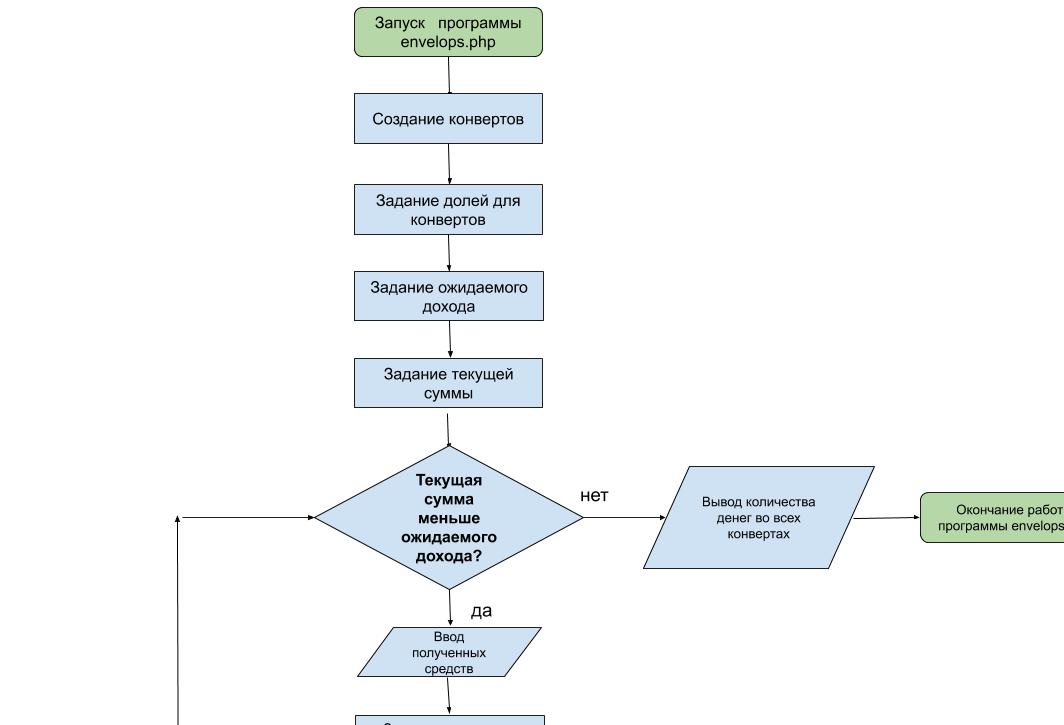 Запуск программы
envelops.php
Создание конвертов
Задание долей для
конвертов
Задание ожидаемого
дохода
Задание текущей
суммы
Текущая
сумма
меньше
ожидаемого
дохода?
нет
Вывод количества
денег во всех
конвертах
Окончание работ
программы envelops
да
Ввод
полученных
средств